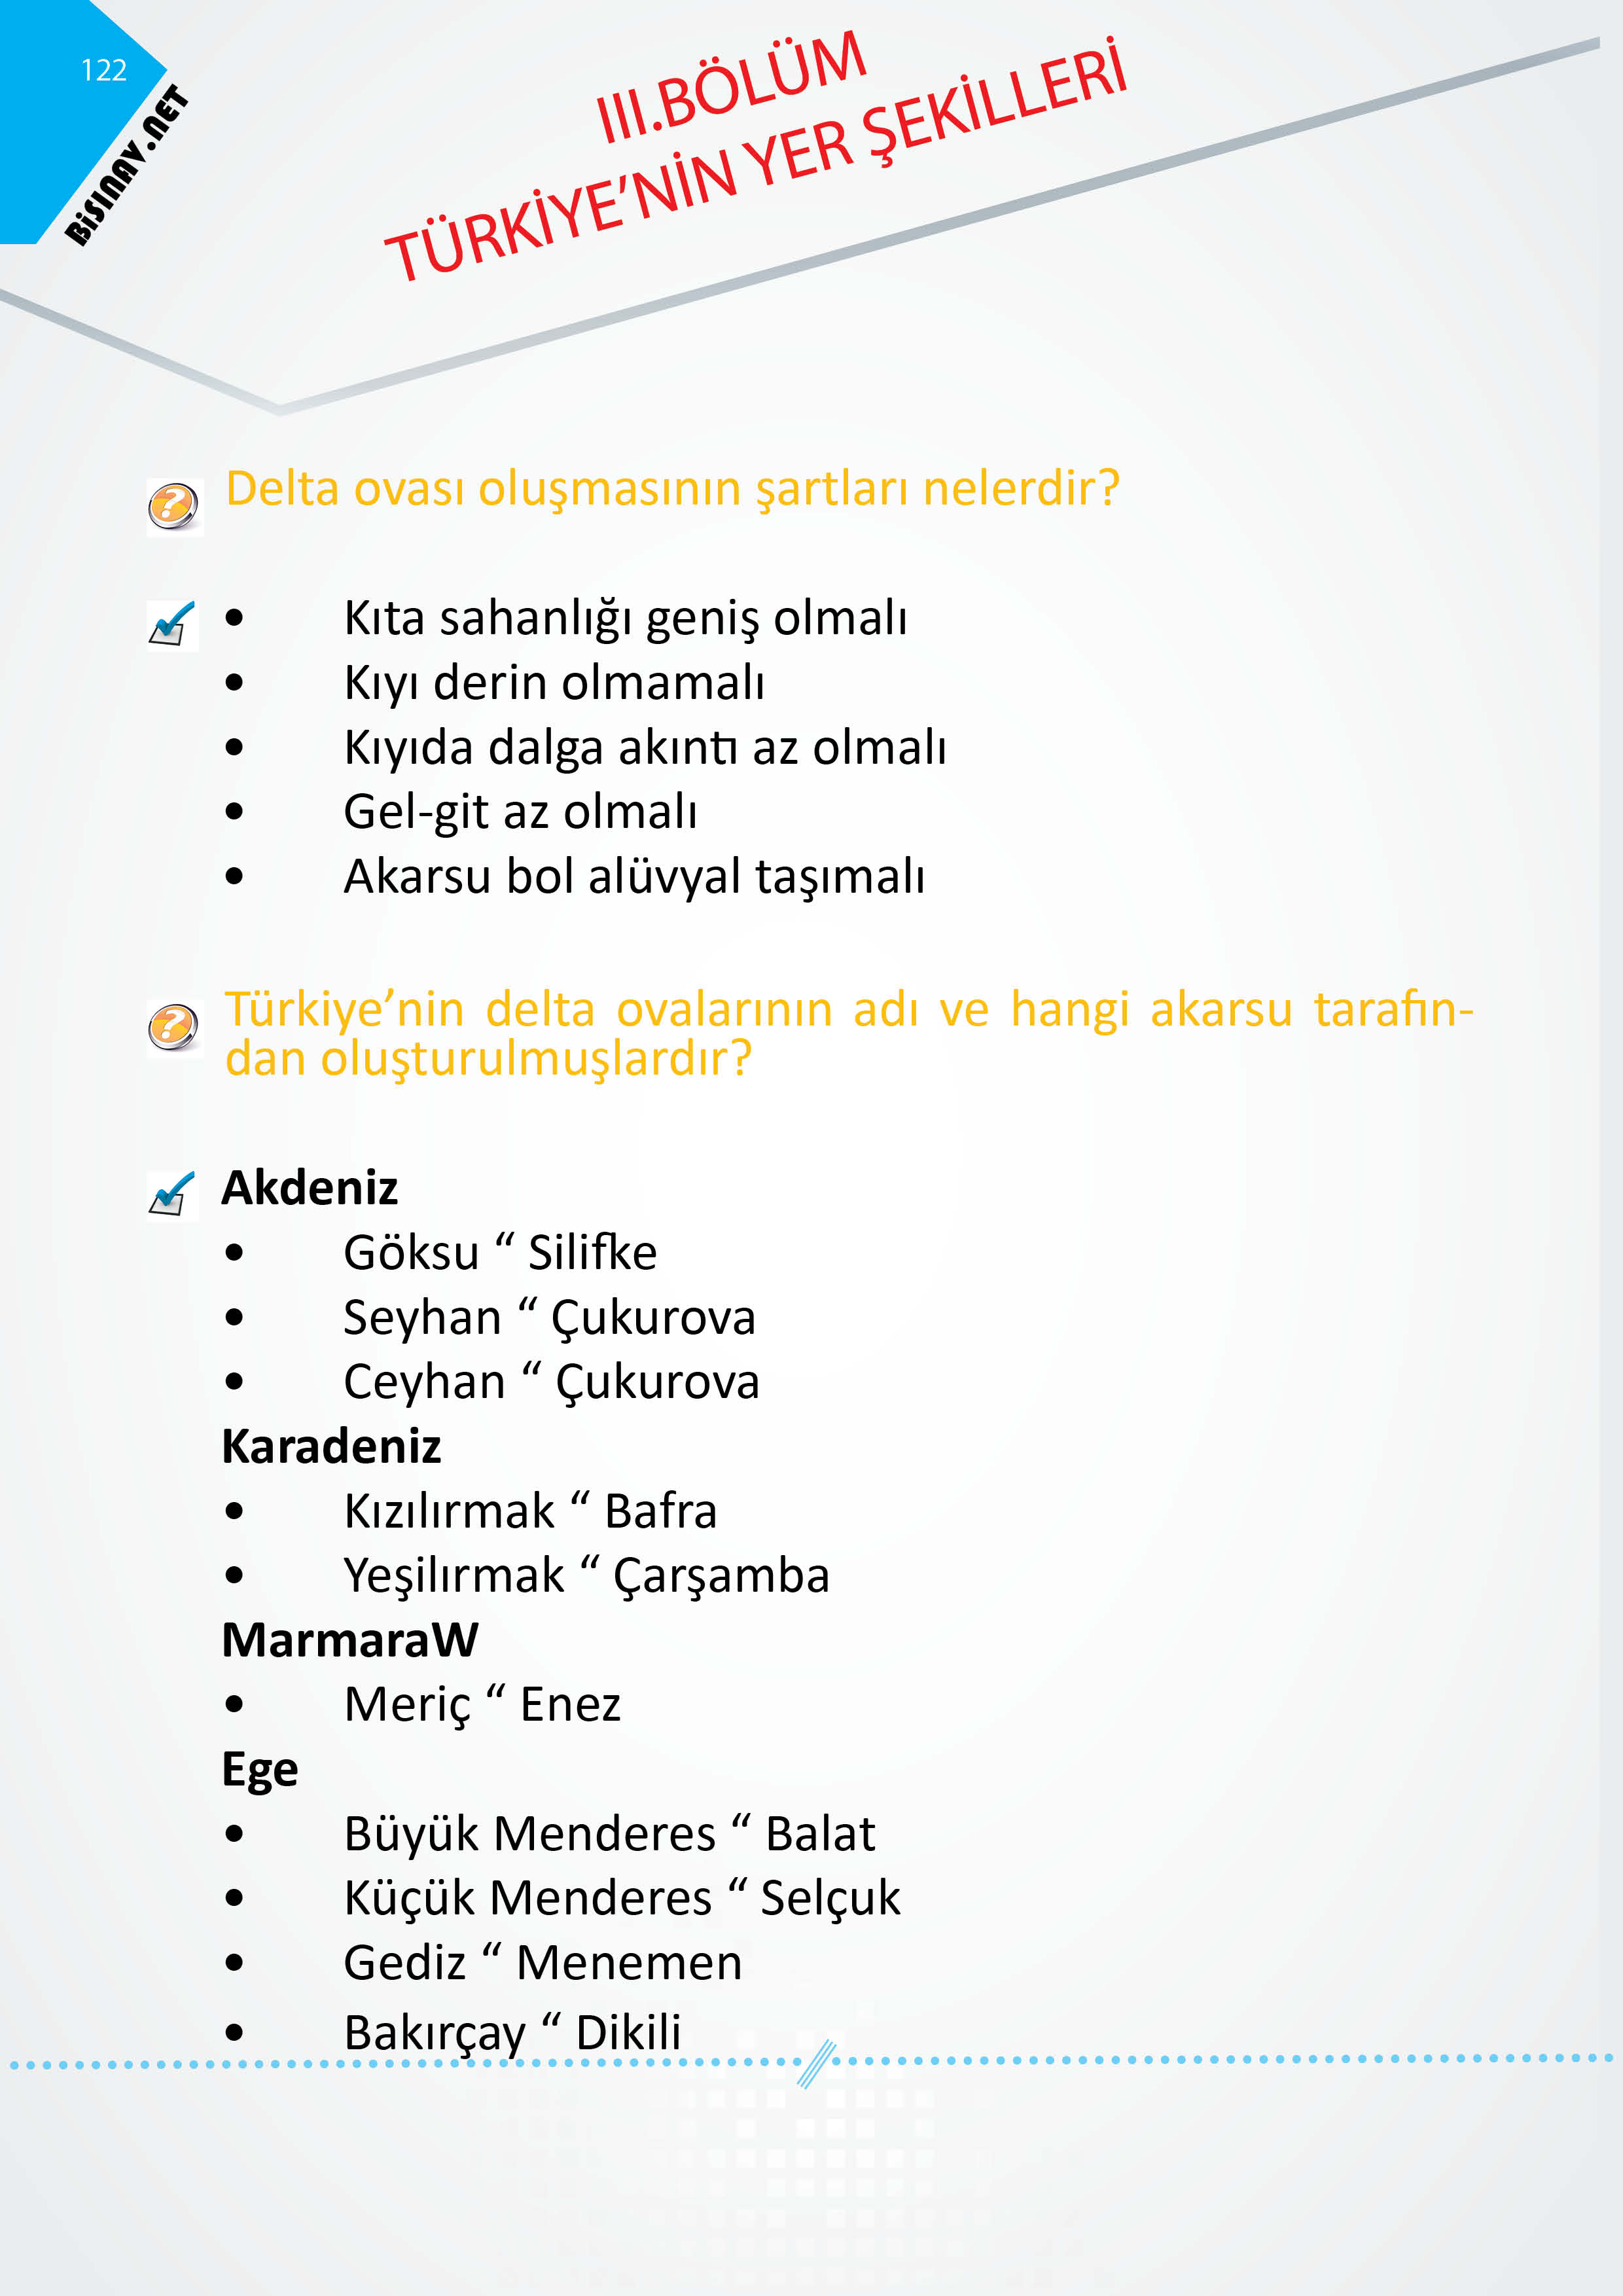 122
BiSINAV.NET
III.BÖLÜM
TÜRKİYE’NİN YER ŞEKİLLERİ
Delta ovası oluşmasının şartları nelerdir?
• Kıta sahanlığı geniş olmalı
• Kıyı derin olmamalı
• Kıyıda dalga akıntı az olmalı
• Gel-git az olmalı
• Akarsu bol alüvyal taşımalı
Türkiye’nin delta ovalarının adı ve hangi akarsu tarafın-
dan oluşturulmuşlardır?
Akdeniz
• Göksu “ Silifke
• Seyhan “ Çukurova
• Ceyhan “ Çukurova
Karadeniz
• Kızılırmak “ Bafra
• Yeşilırmak “ Çarşamba
MarmaraW
• Meriç “ Enez
Ege
• Büyük Menderes “ Balat
• Küçük Menderes “ Selçuk
• Gediz “ Menemen
• Bakırçay “ Dikili